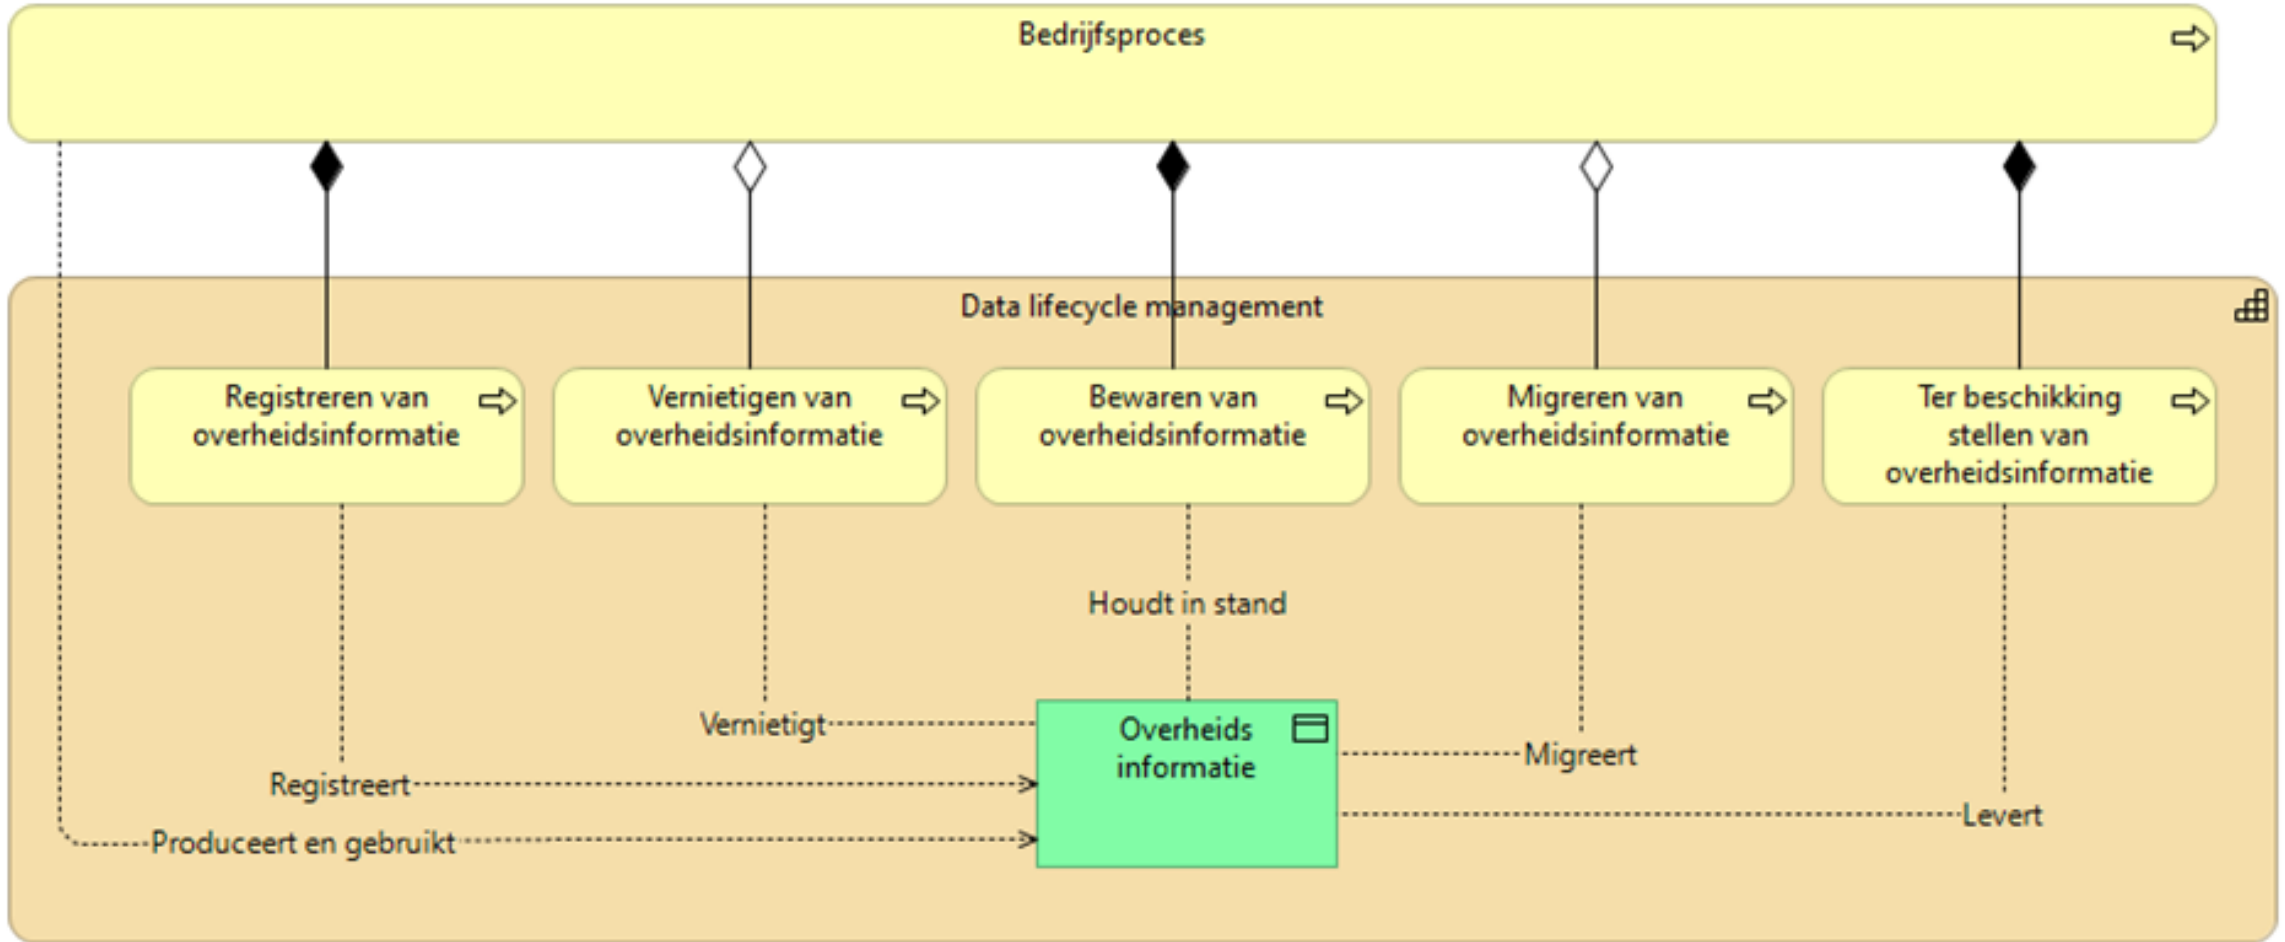 Bedrijfsproces
Data lifecycle management
Registreren van
overheidsinformatie
Vernietigen van
overheidsinformatie
Bewaren van
overheidsinformatie
Migreren van
overheidsinformatie
Ter beschikking
stellen van
overheidsinformatie
Houdt in stand
Vernietigt
Overheids
informatie
Migreert
Registreert
Levert
Produceert en gebruikt